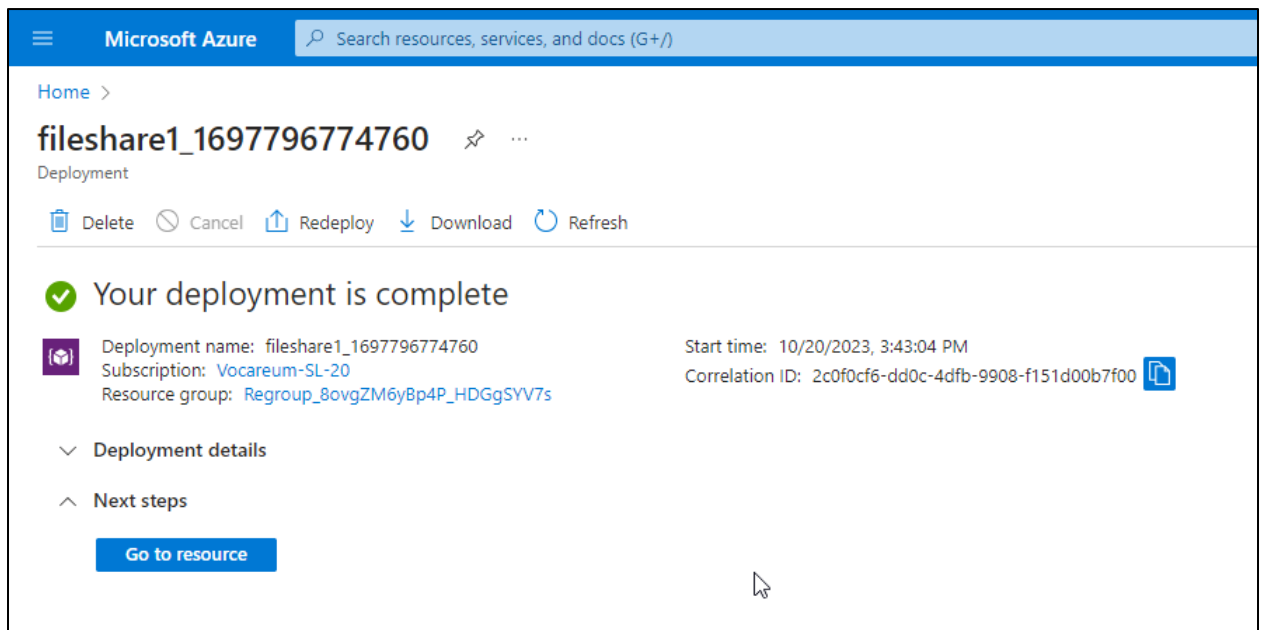 Microsoft Azure
Search resources, services, and docs (G+/)
Home >
fileshare1_1697796774760
...
Deployment
Delete Cancel Redeploy Download Refresh
Your deployment is complete
Deployment name: fileshare1_1697796774760
Subscription: Vocareum-SL-20
Resource group: Regroup_8ovgZM6yBp4P_HDGgSYV7s
Start time: 10/20/2023, 3:43:04 PM
Correlation ID: 2c0f0cf6-dd0c-4dfb-9908-f151d00b7f00
Deployment details
Next steps
Go to resource